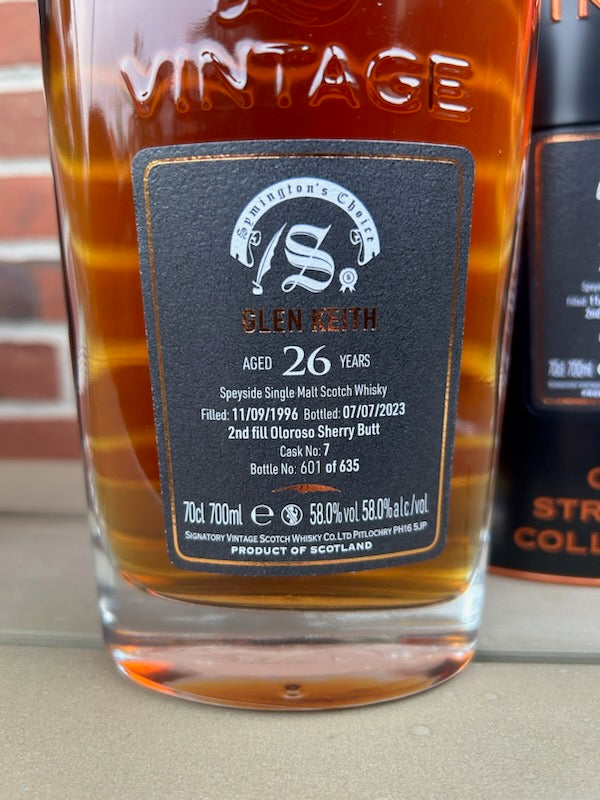 VINTAGE
Symington's Choice
S
GLEN KEITH
AGED 26 YEARS
Speyside Single Malt Scotch Whisky
Filled: 11/09/1996 Bottled: 07/07/2023
2nd fill Oloroso Sherry Butt
Cask No: 7
Bottle No: 601 of 635
70cl 700ml e S 58.0%vol 58.0%alc/vol
SIGNATORY VINTAGE SCOTCH WHISKY CO. LTD PITLOCHRY PH16 5JP
PRODUCT OF SCOTLAND
70cl 700ml